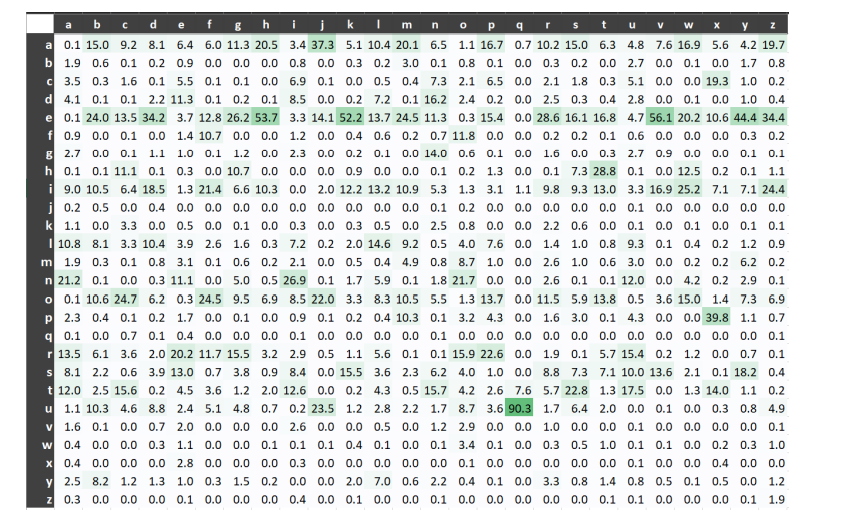 a b c d e f g h i j k l m n o p q r s t u v w x y z
a 0.1 15.0 9.2 8.1 6.4 6.0 11.3 20.5 3.4 37.3 5.1 10.4 20.1 6.5 1.1 16.7 0.7 10.2 15.0 6.3 4.8 7.6 16.9 5.6 4.2 19.7
b 1.9 0.6 0.1 0.2 0.9 0.0 0.0 0.0 0.8 0.0 0.3 0.2 3.0 0.1 0.8 0.1 0.0 0.3 0.2 0.0 2.7 0.0 0.1 0.0 1.7 0.8
c 3.5 0.3 1.6 0.1 5.5 0.1 0.1 0.0 6.9 0.1 0.0 0.5 0.4 7.3 2.1 6.5 0.0 2.1 1.8 0.3 5.1 0.0 0.0 19.3 1.0 0.2
d 4.1 0.1 0.1 2.2 11.3 0.1 0.2 0.1 8.5 0.0 0.1 7.2 0.1 16.2 2.4 0.2 0.0 2.5 0.3 0.4 2.8 0.0 0.1 0.0 1.0 0.4
e 0.1 24.0 13.5 34.2 3.7 12.8 26.2 53.7 3.3 14.1 52.2 13.7 24.5 11.3 0.3 15.4 0.0 28.6 16.1 16.8 4.7 56.1 20.2 10.6 44.4 34.4
f 0.9 0.0 0.1 0.0 1.4 10.7 0.0 0.0 1.2 0.0 0.4 0.6 0.2 0.7 11.8 0.0 0.0 0.2 0.2 0.1 0.6 0.0 0.0 0.0 0.3 0.2
g 2.7 0.0 0.1 1.1 1.0 0.1 1.2 0.0 2.3 0.0 0.2 0.1 0.0 14.0 0.6 0.1 0.0 1.6 0.0 0.3 2.7 0.9 0.0 0.0 0.1 0.1
h 0.1 0.1 11.1 0.1 0.3 0.0 10.7 0.0 0.0 0.0 0.1 0.0 0.0 0.1 0.2 1.3 0.0 0.1 7.3 28.8 0.1 0.0 12.5 0.2 0.1 1.1
i 9.0 10.5 6.4 18.5 1.3 21.4 6.6 10.3 0.0 2.0 12.2 13.2 10.9 5.3 1.3 3.1 1.1 9.8 9.3 13.0 3.3 16.9 25.2 7.1 7.1 24.4
j 0.2 0.5 0.0 0.4 0.0 0.0 0.0 0.0 0.0 0.0 0.0 0.0 0.0 0.1 0.2 0.0 0.0 0.0 0.0 0.0 0.1 0.0 0.0 0.0 0.0 0.0
k 1.1 0.0 3.3 0.0 0.5 0.0 0.1 0.0 0.3 0.0 0.3 0.5 0.0 2.5 0.8 0.0 0.0 2.2 0.6 0.0 0.1 0.0 0.1 0.0 0.1 0.1
l 10.8 8.1 3.3 10.4 3.9 2.6 1.6 0.3 7.2 0.2 2.0 14.6 9.2 0.5 4.0 7.6 0.0 1.4 1.0 0.8 9.3 0.1 0.4 0.2 1.2 0.9
m 1.9 0.3 0.1 0.8 3.1 0.1 0.6 0.2 2.1 0.0 0.5 0.4 4.9 0.8 8.7 1.0 0.0 2.6 1.0 0.6 3.0 0.0 0.2 0.2 6.2 0.2
n 21.2 0.1 0.0 0.3 11.1 0.0 5.0 0.5 26.9 0.1 1.7 5.9 0.1 1.8 21.7 0.0 0.0 2.6 0.1 0.1 12.0 0.0 4.2 0.2 2.9 0.1
o 0.1 10.6 24.7 6.2 0.3 24.5 9.5 6.9 8.5 22.0 3.3 8.3 10.5 5.5 1.3 13.7 0.0 11.5 5.9 13.8 0.5 3.6 15.0 1.4 7.3 6.9
p 2.3 0.4 0.1 0.2 1.7 0.0 0.1 0.0 0.9 0.1 0.2 0.4 10.3 0.1 3.2 4.3 0.0 1.6 3.0 0.1 4.3 0.0 0.0 39.8 1.1 0.7
q 0.1 0.0 0.7 0.1 0.4 0.0 0.0 0.0 0.1 0.0 0.0 0.0 0.0 0.1 0.0 0.0 0.0 0.0 0.0 0.0 0.0 0.0 0.0 0.0 0.0 0.1
r 13.5 6.1 3.6 2.0 20.2 11.7 15.5 3.2 2.9 0.5 1.1 5.6 0.1 0.1 15.9 22.6 0.0 1.9 0.1 5.7 15.4 0.2 1.2 0.0 0.7 0.1
s 8.1 2.2 0.6 3.9 13.0 0.7 3.8 0.9 8.4 0.0 15.5 3.6 2.3 6.2 4.0 1.0 0.0 8.8 7.3 7.1 10.0 13.6 2.1 0.1 18.2 0.4
t 12.0 2.5 15.6 0.2 4.5 3.6 1.2 2.0 12.6 0.0 0.2 4.3 0.5 15.7 4.2 2.6 7.6 5.7 22.8 1.3 17.5 0.0 1.3 14.0 1.1 0.2
u 1.1 10.3 4.6 8.8 2.4 5.1 4.8 0.7 0.2 23.5 1.2 2.8 2.2 1.7 8.7 3.6 90.3 1.7 6.4 2.0 0.0 0.1 0.0 0.3 0.8 4.9
v 1.6 0.1 0.0 0.7 2.0 0.0 0.0 0.0 2.6 0.0 0.0 0.5 0.0 1.2 2.9 0.0 0.0 1.0 0.0 0.0 0.1 0.0 0.0 0.0 0.0 0.1
w 0.4 0.0 0.0 0.3 1.1 0.0 0.0 0.1 0.1 0.1 0.4 0.1 0.0 0.1 3.4 0.1 0.0 0.3 0.5 1.0 0.1 0.1 0.0 0.2 0.3 1.0
x 0.4 0.0 0.0 0.0 2.8 0.0 0.0 0.0 0.3 0.0 0.0 0.0 0.0 0.0 0.1 0.0 0.0 0.0 0.0 0.0 0.1 0.0 0.0 0.4 0.0 0.0
y 2.5 8.2 1.2 1.3 1.0 0.3 1.5 0.2 0.0 0.0 2.0 7.0 0.6 2.2 0.4 0.1 0.0 3.3 0.8 1.4 0.8 0.5 0.1 0.5 0.0 1.2
z 0.3 0.0 0.0 0.0 0.1 0.0 0.0 0.0 0.4 0.0 0.1 0.0 0.0 0.1 0.0 0.0 0.0 0.0 0.0 0.1 0.1 0.0 0.0 0.0 0.1 1.9